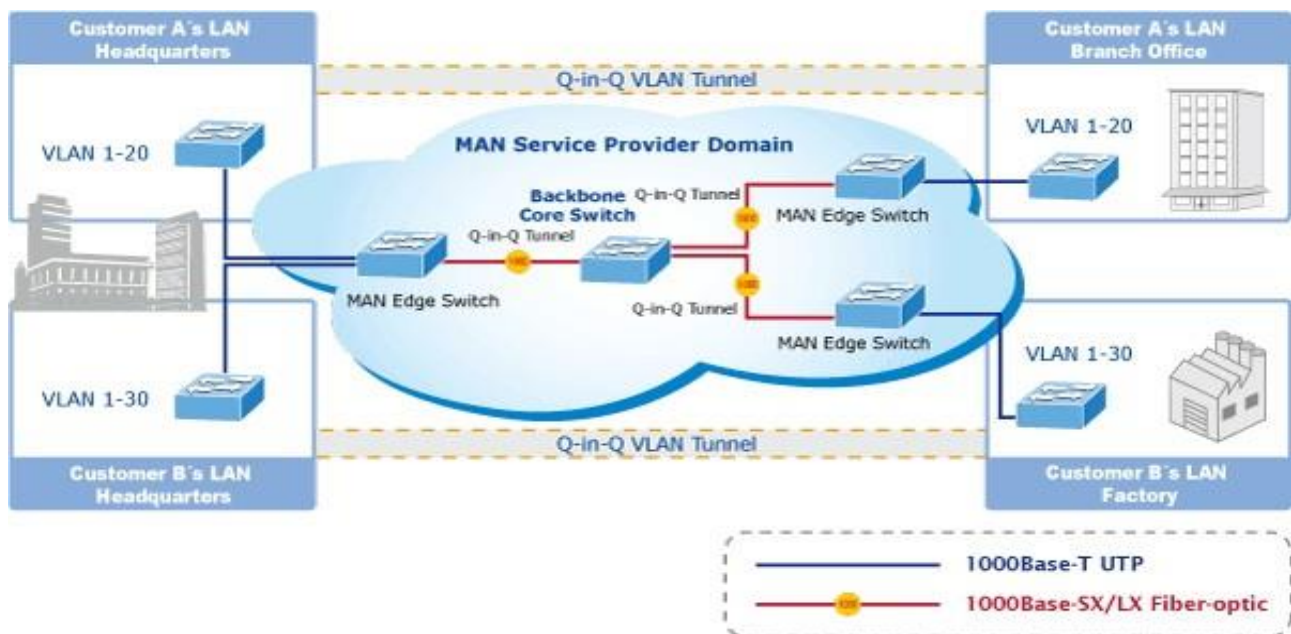 Customer A´s LAN
Headquarters
Customer A´s LAN
Branch Office
Q-in-Q VLAN Tunnel
VLAN 1-20
MAN Service Provider Domain
VLAN 1-20
Backbone
Core Switch
Q-in-Q Tunnel
MAN Edge Switch
Q-in-Q Tunnel
MAN Edge Switch
Q-in-Q Tunnel
MAN Edge Switch
VLAN 1-30
VLAN 1-30
Q-in-Q VLAN Tunnel
Customer B´s LAN
Headquarters
Customer B´s LAN
Factory
1000Base-T UTP
1000Base-SX/LX Fiber-optic